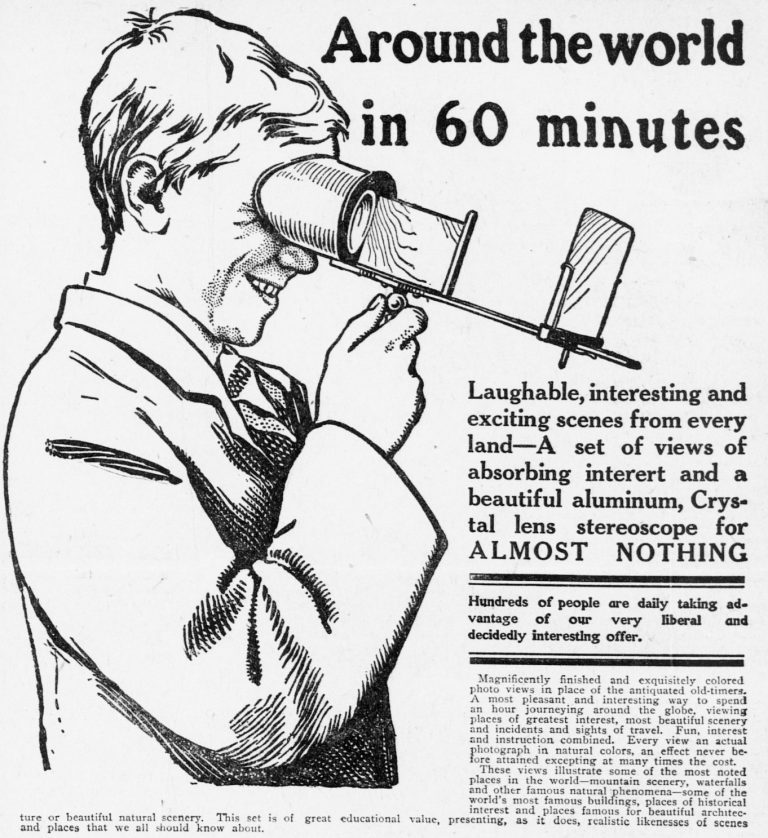 Around the world
in 60 minutes
Laughable, interesting and
exciting scenes from every
land—A set of views of
absorbing interert and a
beautiful aluminum, Crys-
tal lens stereoscope for
ALMOST NOTHING
Hundreds of people are daily taking ad-
vantage of our very liberal and
decidedly interesting offer.
Magnificently finished and exquisitely colored
photo views in place of the antiquated old-timers.
A most pleasant and interesting way to spend
an hour journeying around the globe, viewing
places of greatest interest, most beautiful scenery
and incidents and sights of travel. Fun, interest
and instruction combined. Every view an actual
photograph in natural colors, an effect never be-
fore attained excepting at many times the cost.
These views illustrate some of the most noted
places in the world—mountain scenery, waterfalls
and other famous natural phenomena—some of the
world's most famous buildings, places of historical
interest and places famous for beautiful architec-
ture or beautiful natural scenery. This set is of great educational value, presenting, as it does, realistic likenesses of scenes
and places that we all should know about.